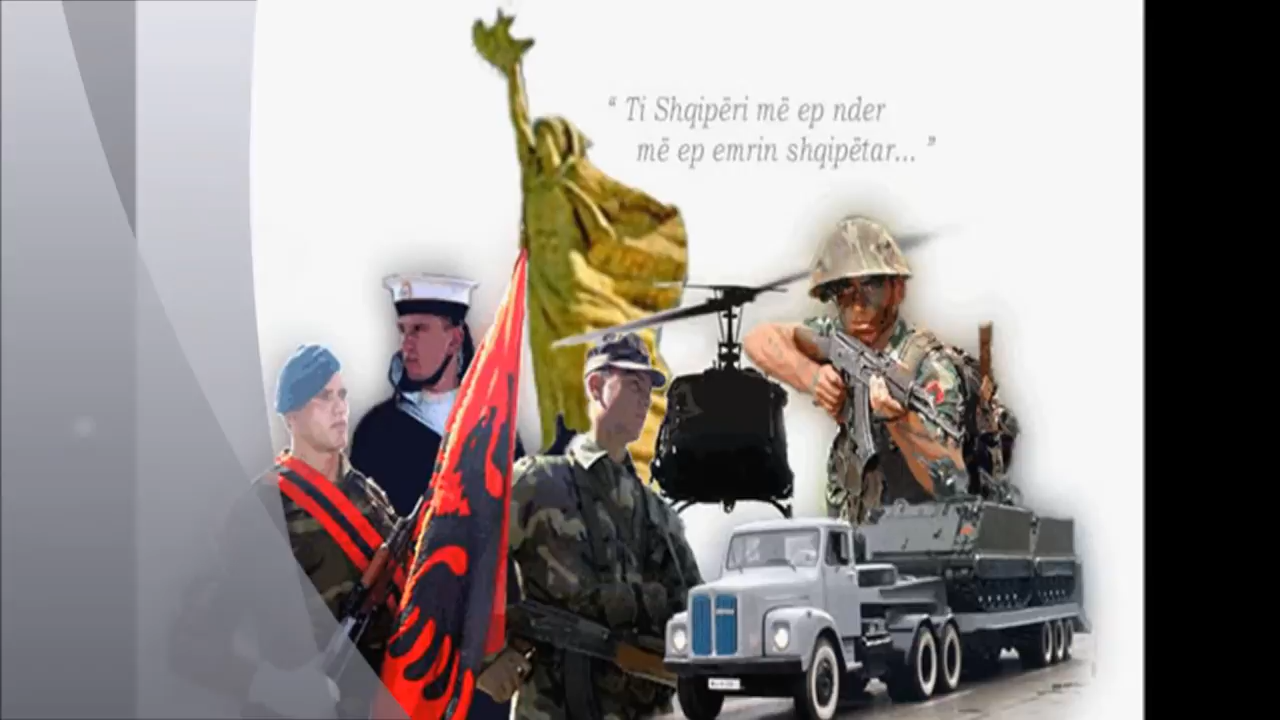 “ Ti Shqipëri më ep nder
më ep emrin shqipëtar... ”